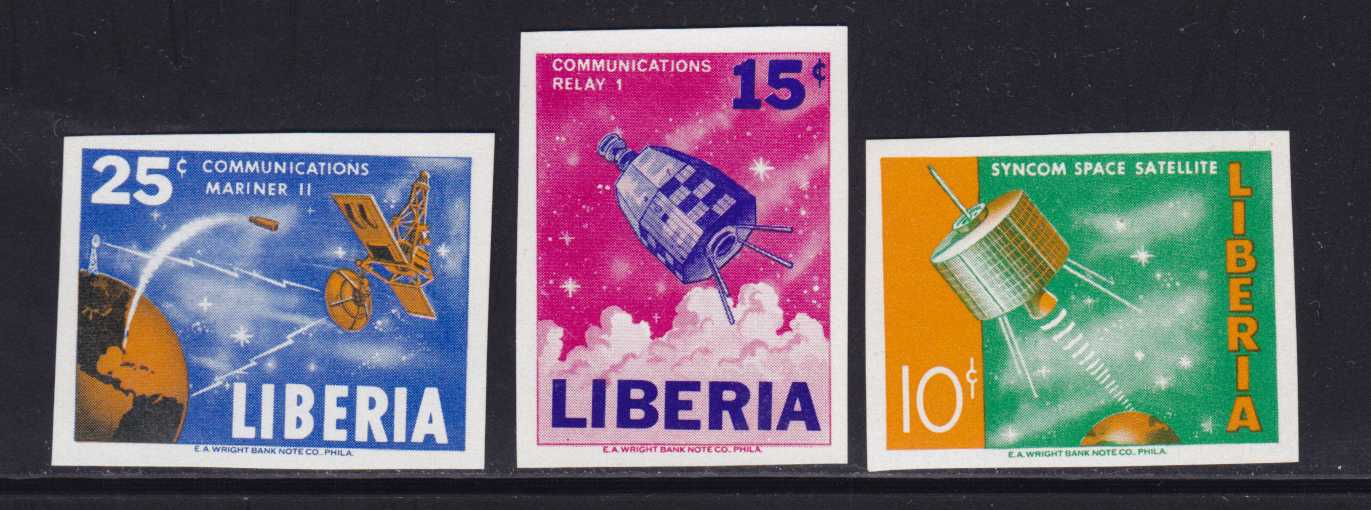 25¢ COMMUNICATIONS
MARINER II
LIBERIA
E.A. WRIGHT BANK NOTE CO., PHILA.
COMMUNICATIONS
RELAY 1
15¢
LIBERIA
E.A. WRIGHT BANK NOTE CO., PHILA.
SYNCOM SPACE SATELLITE
LIBERIA
10¢
E.A. WRIGHT BANK NOTE CO., PHILA.